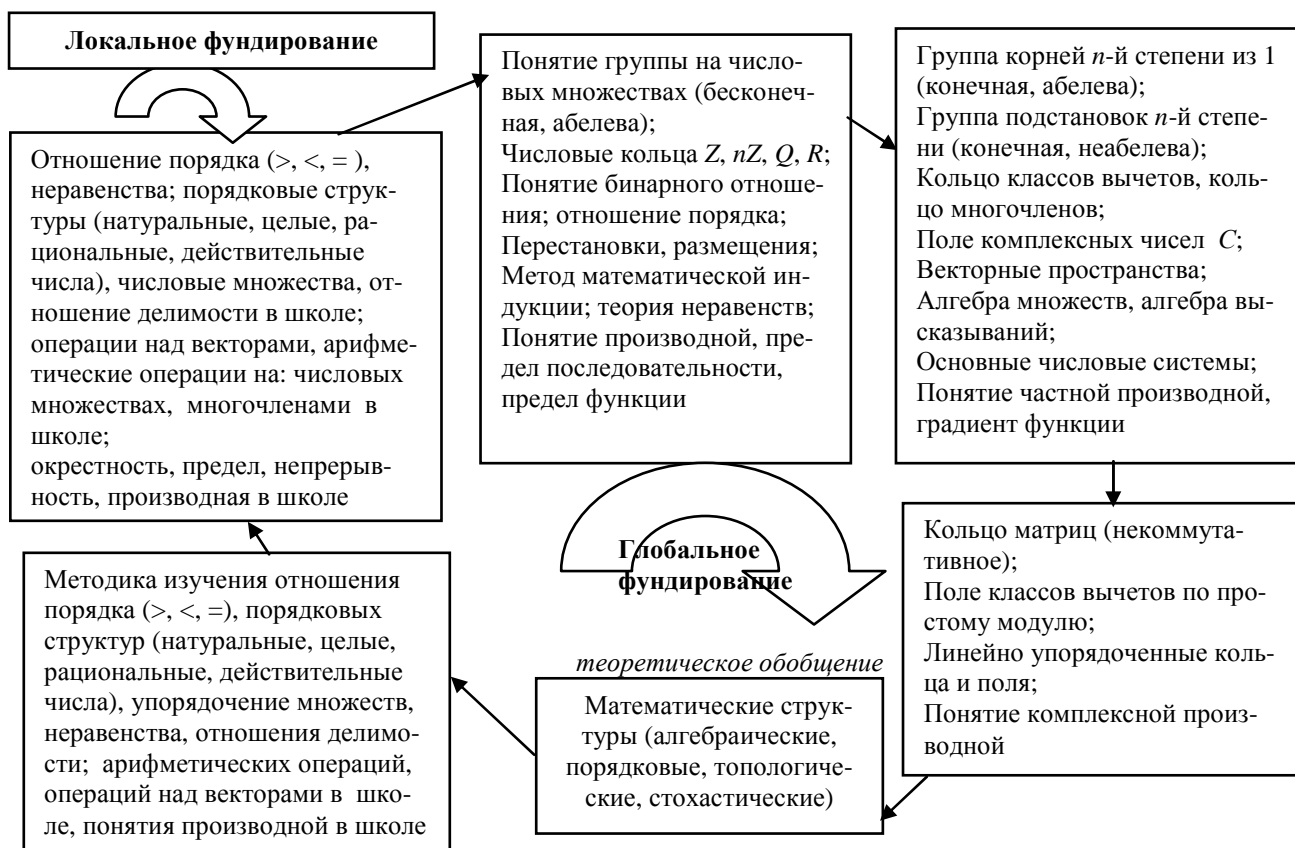 Локальное фундирование
Отношение порядка (>, <, = ),
неравенства; порядковые струк-
туры (натуральные, целые, ра-
циональные, действительные
числа), числовые множества, от-
ношение делимости в школе;
операции над векторами, арифме-
тические операции на: числовых
множествах, многочленами в
школе;
окрестность, предел, непрерыв-
ность, производная в школе
Понятие группы на число-
вых множествах (бесконеч-
ная, абелева);
Числовые кольца Z, nZ, Q, R;
Понятие бинарного отноше-
ния; отношение порядка;
Перестановки, размещения;
Метод математической ин-
дукции; теория неравенств;
Понятие производной, пре-
дел последовательности,
предел функции
Группа корней n-й степени из 1
(конечная, абелева);
Группа подстановок n-й степе-
ни (конечная, неабелева);
Кольцо классов вычетов, коль-
цо многочленов;
Поле комплексных чисел C;
Векторные пространства;
Алгебра множеств, алгебра вы-
сказываний;
Основные числовые системы;
Понятие частной производной,
градиент функции
Кольцо матриц (некоммута-
тивное);
Поле классов вычетов по про-
стому модулю;
Линейно упорядоченные коль-
ца и поля;
Понятие комплексной произ-
водной
Глобальное
фундирование
теоретическое обобщение
Математические струк-
туры (алгебраические,
порядковые, топологиче-
ские, стохастические)
Методика изучения отношения
порядка (>, <, =), порядковых
структур (натуральные, целые,
рациональные, действительные
числа), упорядочение множеств,
неравенства, отношения делимо-
сти; арифметических операций,
операций над векторами в шко-
ле, понятия производной в школе